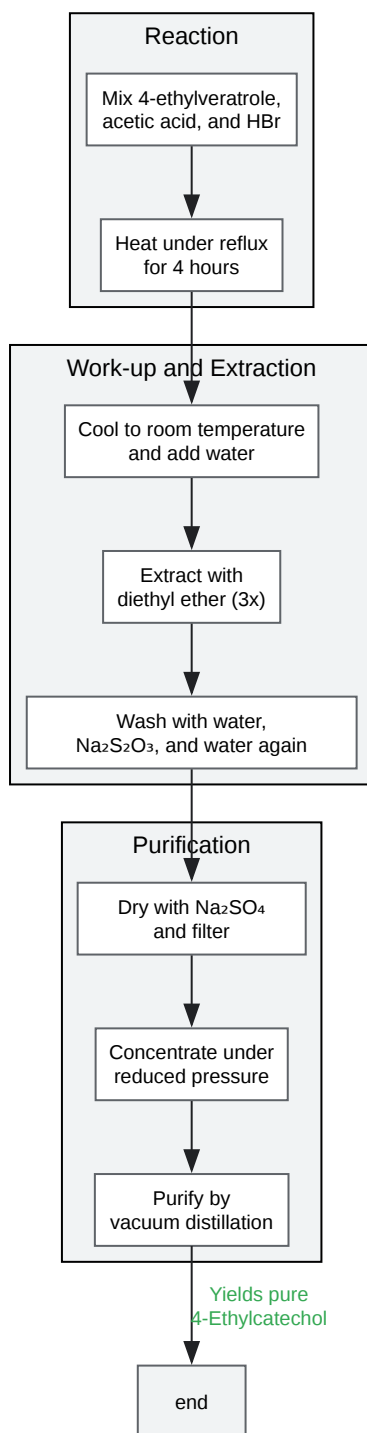 Reaction
Mix 4-ethylveratrole,
acetic acid, and HBr
Heat under reflux
for 4 hours
Work-up and Extraction
Cool to room temperature
and add water
Extract with
diethyl ether (3x)
Wash with water,
Na₂S₂O₃, and water again
Purification
Dry with Na₂SO₄
and filter
Concentrate under
reduced pressure
Purify by
vacuum distillation
Yields pure
4-Ethylcatechol
end